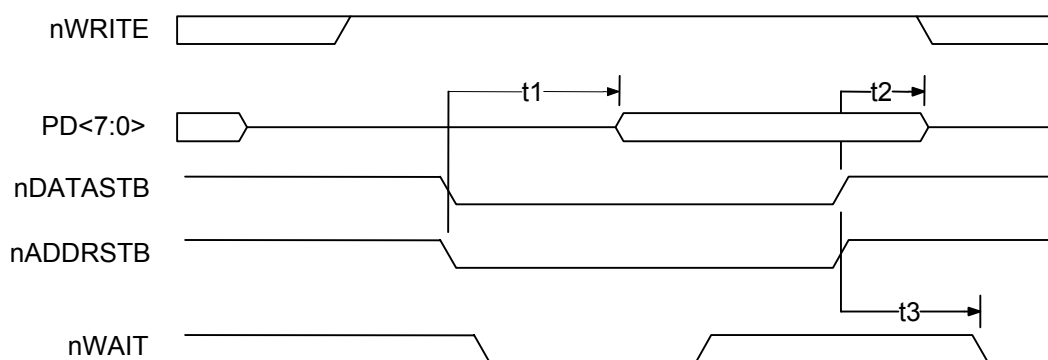 nWRITE
t1
t2
PD<7:0>
nDATASTB
nADDRSTB
t3
nWAIT